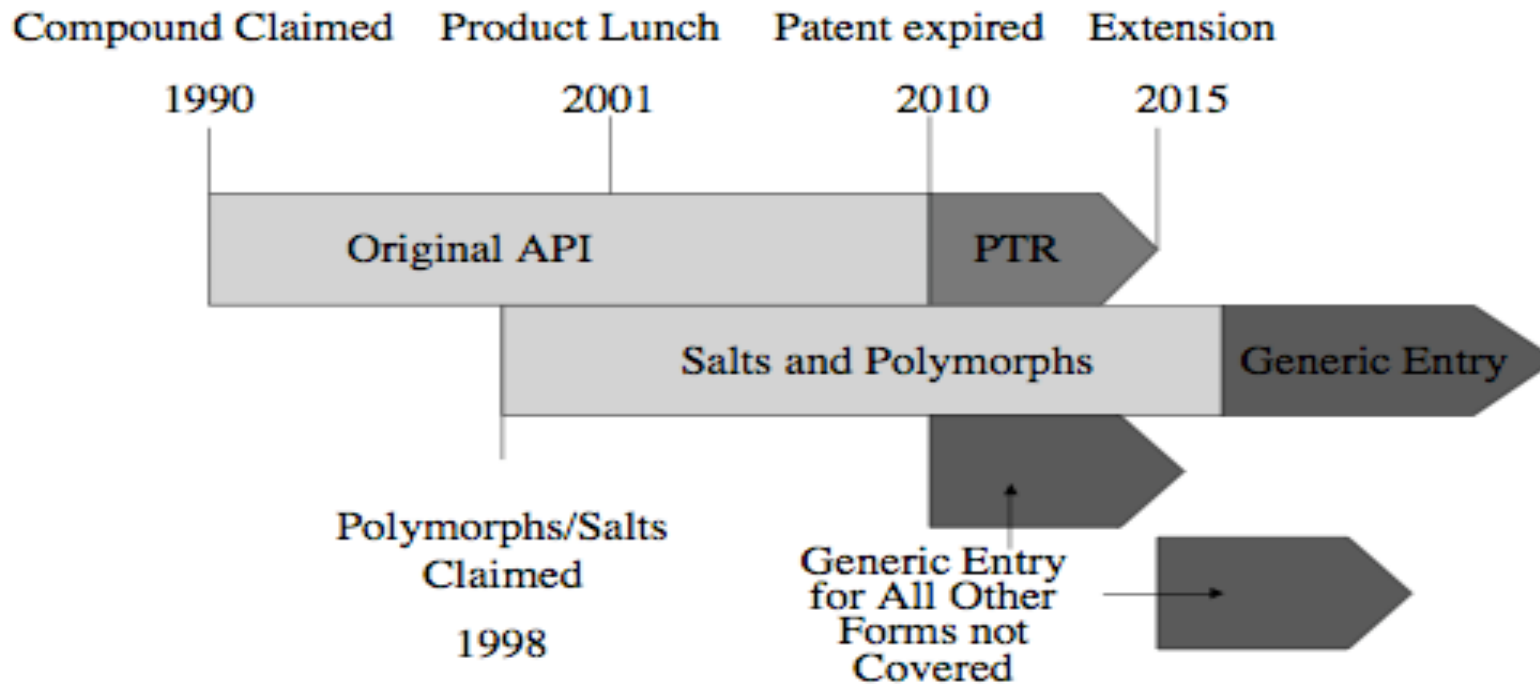 Compound Claimed Product Lunch Patent expired Extension
1990 2001 2010 2015
Original API PTR
Salts and Polymorphs Generic Entry
Polymorphs/Salts
Claimed
1998
Generic Entry
for All Other
Forms not
Covered